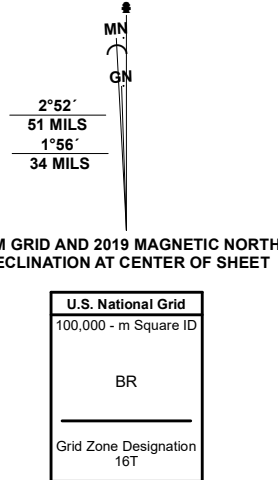 MN
GN
2°52´
51 MILS
1°56´
34 MILS
M GRID AND 2019 MAGNETIC NORTH
ECLINATION AT CENTER OF SHEET
U.S. National Grid
100,000 - m Square ID
BR
Grid Zone Designation
16T